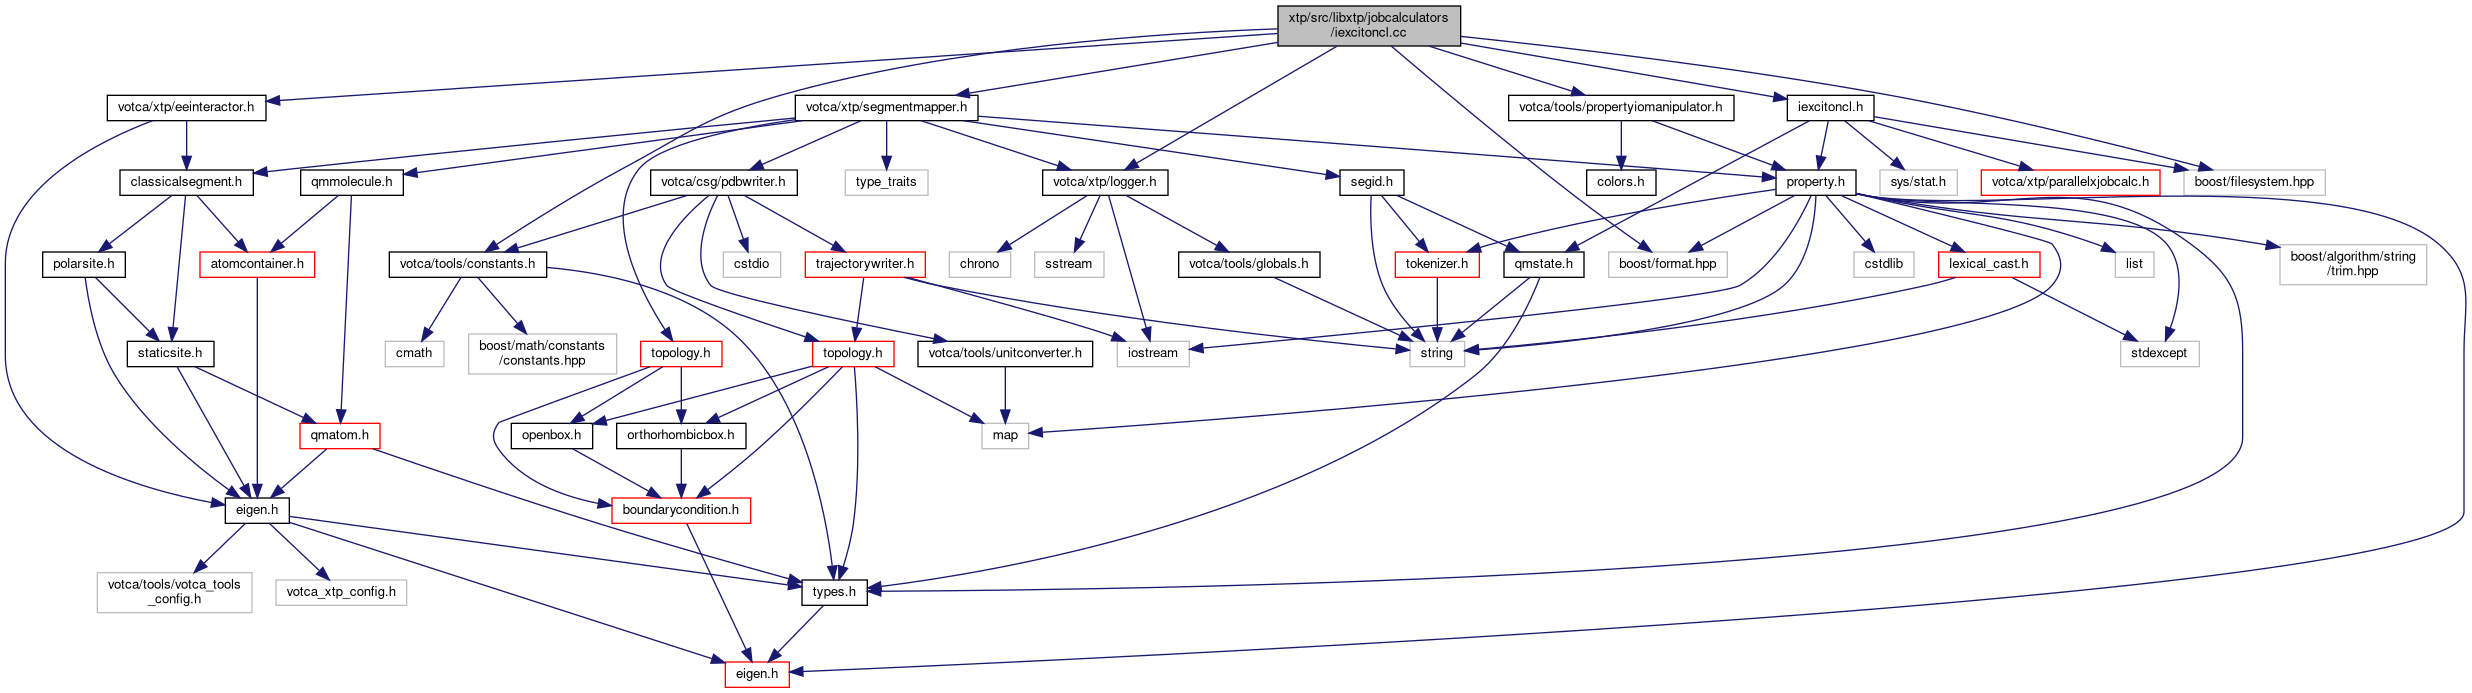 xtp/src/libxtp/jobcalculators
/iexcitoncl.cc
votca/xtp/eeinteractor.h
votca/xtp/segmentmapper.h
votca/tools/propertyiomanipulator.h
iexcitoncl.h
classicalsegment.h
qmmolecule.h
votca/csg/pdbwriter.h
type_traits
votca/xtp/logger.h
segid.h
colors.h
property.h
sys/stat.h
votca/xtp/parallelxjobcalc.h
boost/filesystem.hpp
polarsite.h
atomcontainer.h
votca/tools/constants.h
cstdio
trajectorywriter.h
chrono
sstream
votca/tools/globals.h
tokenizer.h
qmstate.h
boost/format.hpp
cstdlib
lexical_cast.h
list
boost/algorithm/string
/trim.hpp
staticsite.h
cmath
boost/math/constants
/constants.hpp
topology.h
topology.h
votca/tools/unitconverter.h
iostream
string
stdexcept
qmatom.h
openbox.h
orthorhombicbox.h
map
eigen.h
boundarycondition.h
votca/tools/votca_tools
_config.h
votca_xtp_config.h
types.h
eigen.h